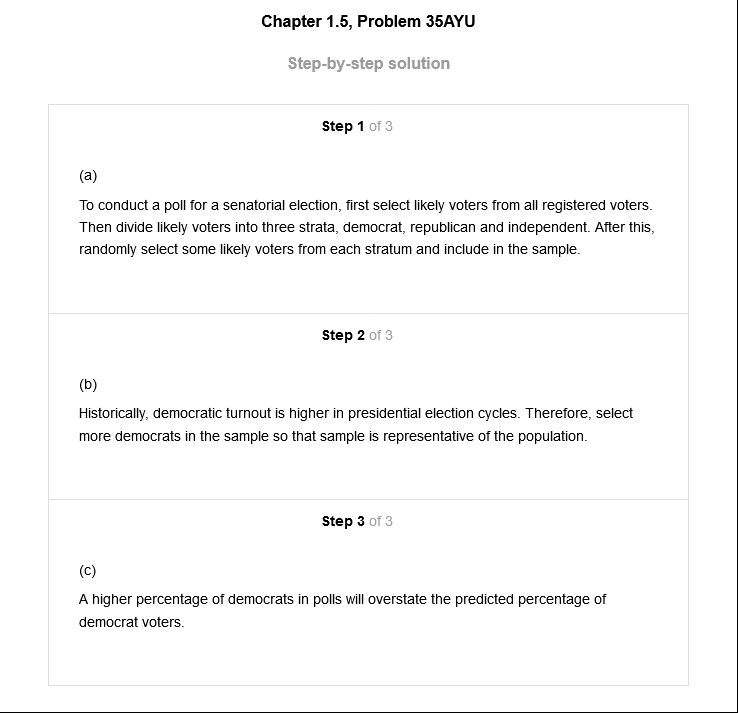 Chapter 1.5, Problem 35AYU
Step-by-step solution
Step 1 of 3
(a)
To conduct a poll for a senatorial election, first select likely voters from all registered voters.
Then divide likely voters into three strata, democrat, republican and independent. After this,
randomly select some likely voters from each stratum and include in the sample.
Step 2 of 3
(b)
Historically, democratic turnout is higher in presidential election cycles. Therefore, select
more democrats in the sample so that sample is representative of the population.
Step 3 of 3
(c)
A higher percentage of democrats in polls will overstate the predicted percentage of
democrat voters.